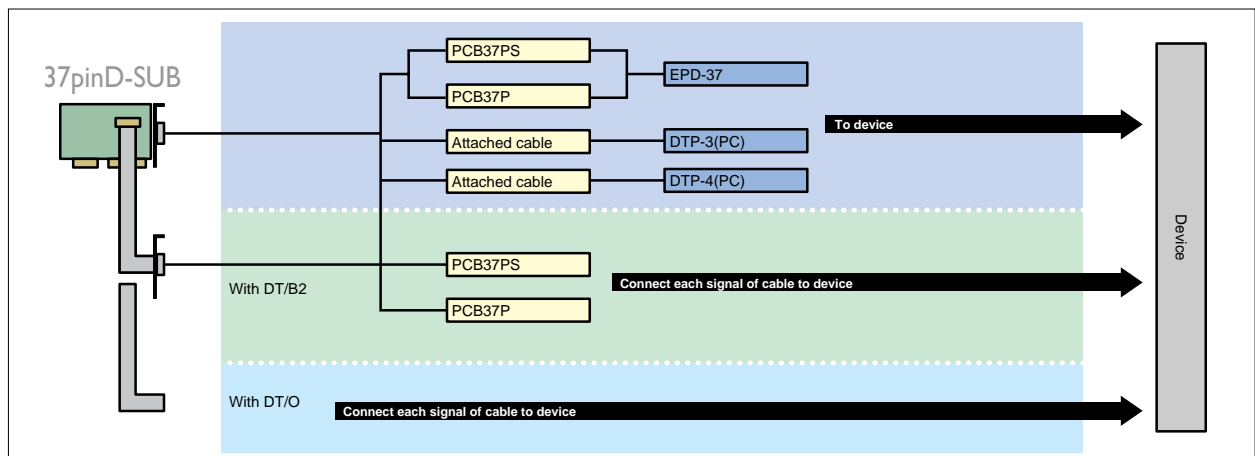 37pinD-SUB
PCB37PS
EPD-37
PCB37P
To device
Attached cable
DTP-3(PC)
Attached cable
DTP-4(PC)
Device
PCB37PS
With DT/B2
Connect each signal of cable to device
PCB37P
With DT/O
Connect each signal of cable to device